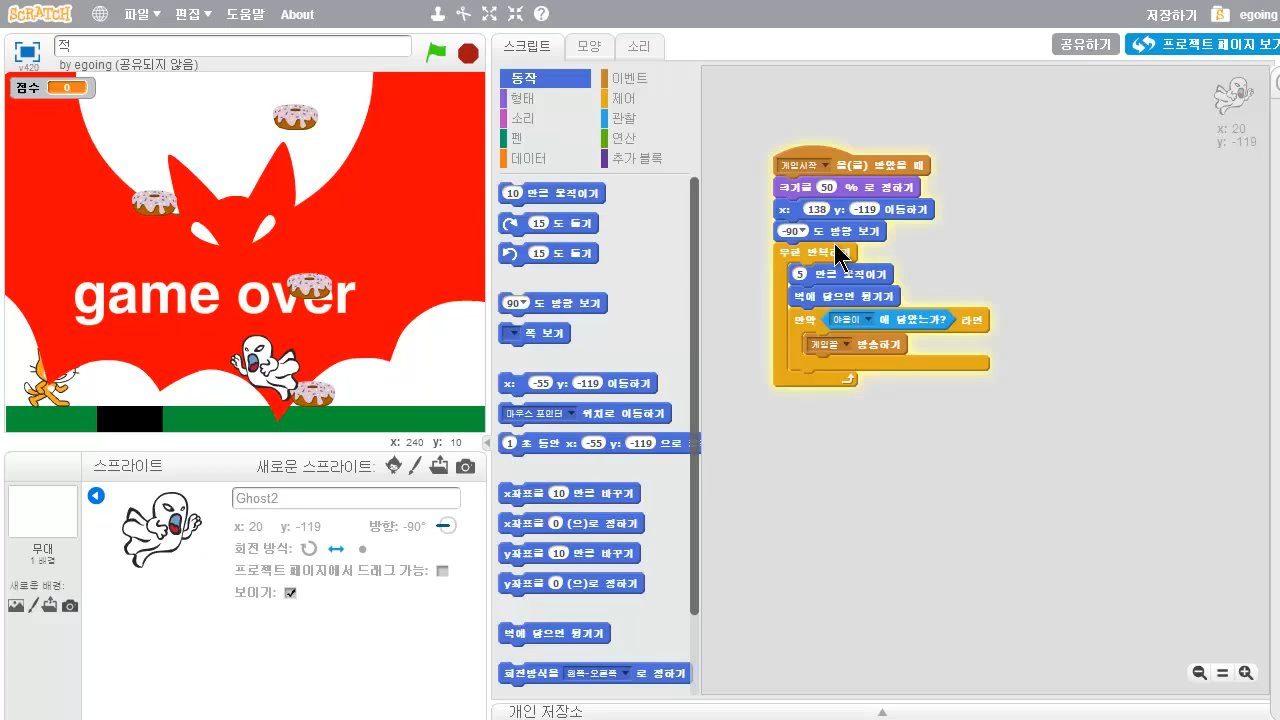 SCRATCH 파일 편집 도움말 About 저장하기 egoing
적
v420 by egoing (공유되지 않음)
스크립트 모양 소리
공유하기 프로젝트 페이지 보기
점수 0
game over
x: 240 y: 10
동작 이벤트
형태 제어
소리 관찰
펜 연산
데이터 추가 블록
10 만큼 움직이기
15 도 돌기
15 도 돌기
90 도 방향 보기
쪽 보기
x: -55 y: -119 이동하기
마우스 포인터 위치로 이동하기
1 초 동안 x: -55 y: -119 으로
x좌표를 10 만큼 바꾸기
x좌표를 0 (으)로 정하기
y좌표를 10 만큼 바꾸기
y좌표를 0 (으)로 정하기
벽에 닿으면 튕기기
회전방식을 왼쪽-오른쪽 로 정하기
x: 20
y: -119
게임시작 을(를) 받았을 때
크기를 50 % 로 정하기
x: 138 y: -119 이동하기
-90 도 방향 보기
무한 반복하기
5 만큼 움직이기
벽에 닿으면 튕기기
만약 야옹이 에 닿았는가? 라면
게임끝 방송하기
스프라이트 새로운 스프라이트:
무대
1 배경
새로운 배경:
Ghost2
x: 20 y: -119 방향: -90°
회전 방식:
프로젝트 페이지에서 드래그 가능:
보이기:
개인 저장소